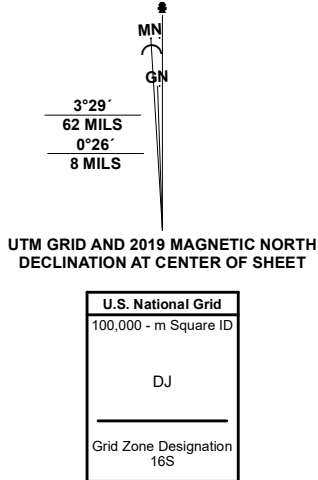 MN
GN
3°29´
62 MILS
0°26´
8 MILS
UTM GRID AND 2019 MAGNETIC NORTH
DECLINATION AT CENTER OF SHEET
U.S. National Grid
100,000 - m Square ID
DJ
Grid Zone Designation
16S